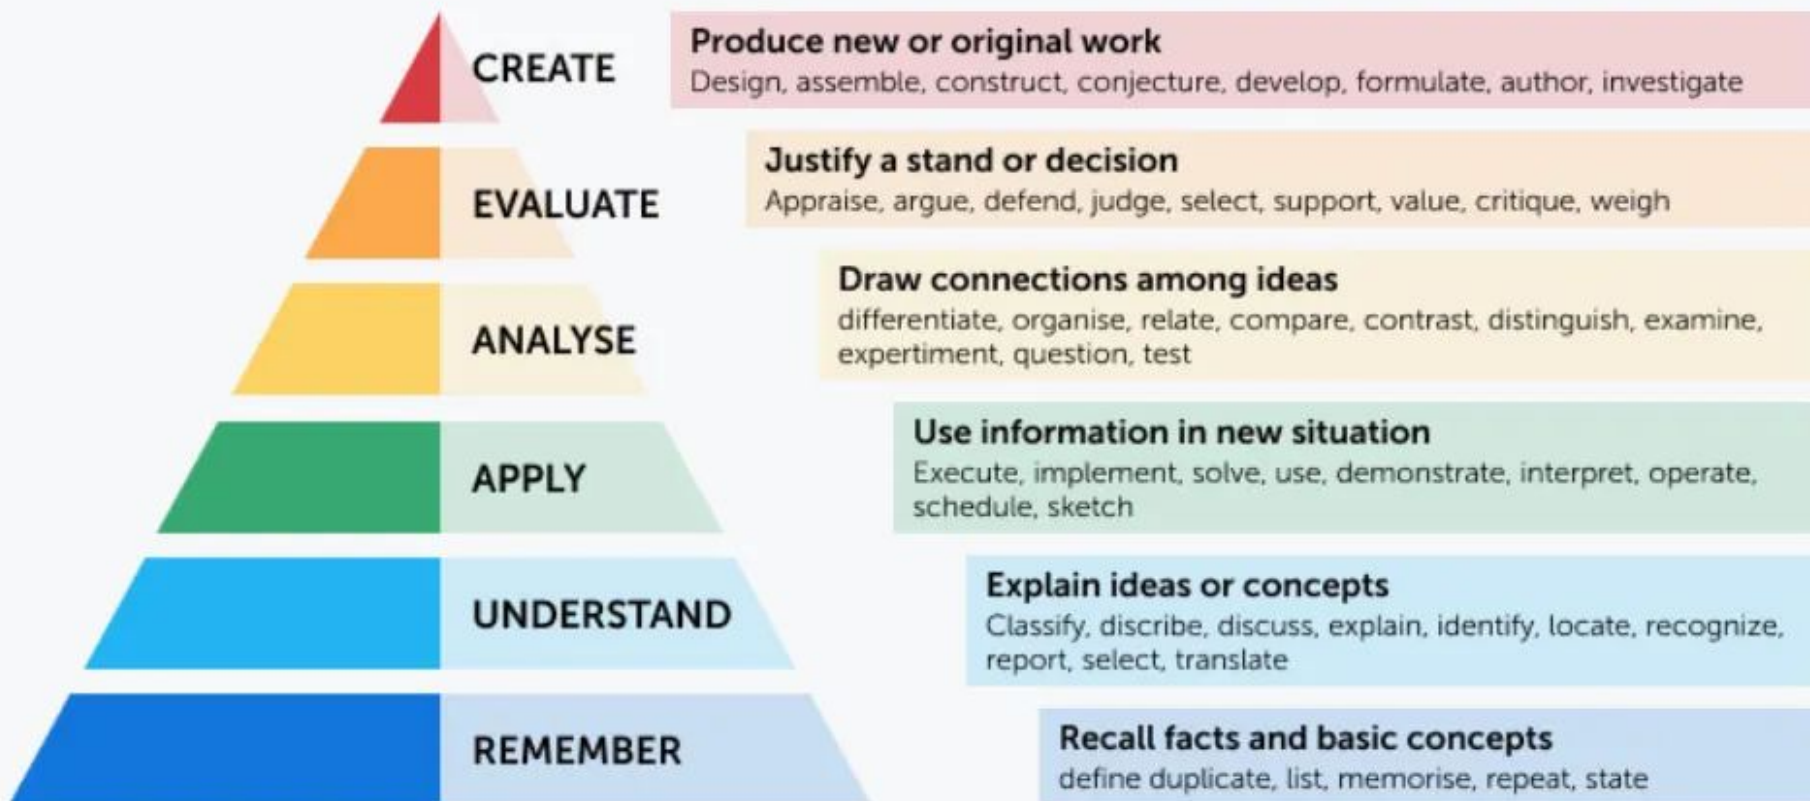 CREATE
Produce new or original work
Design, assemble, construct, conjecture, develop, formulate, author, investigate
EVALUATE
Justify a stand or decision
Appraise, argue, defend, judge, select, support, value, critique, weigh
ANALYSE
Draw connections among ideas
differentiate, organise, relate, compare, contrast, distinguish, examine,
expertiment, question, test
APPLY
Use information in new situation
Execute, implement, solve, use, demonstrate, interpret, operate,
schedule, sketch
UNDERSTAND
Explain ideas or concepts
Classify, discribe, discuss, explain, identify, locate, recognize,
report, select, translate
REMEMBER
Recall facts and basic concepts
define duplicate, list, memorise, repeat, state